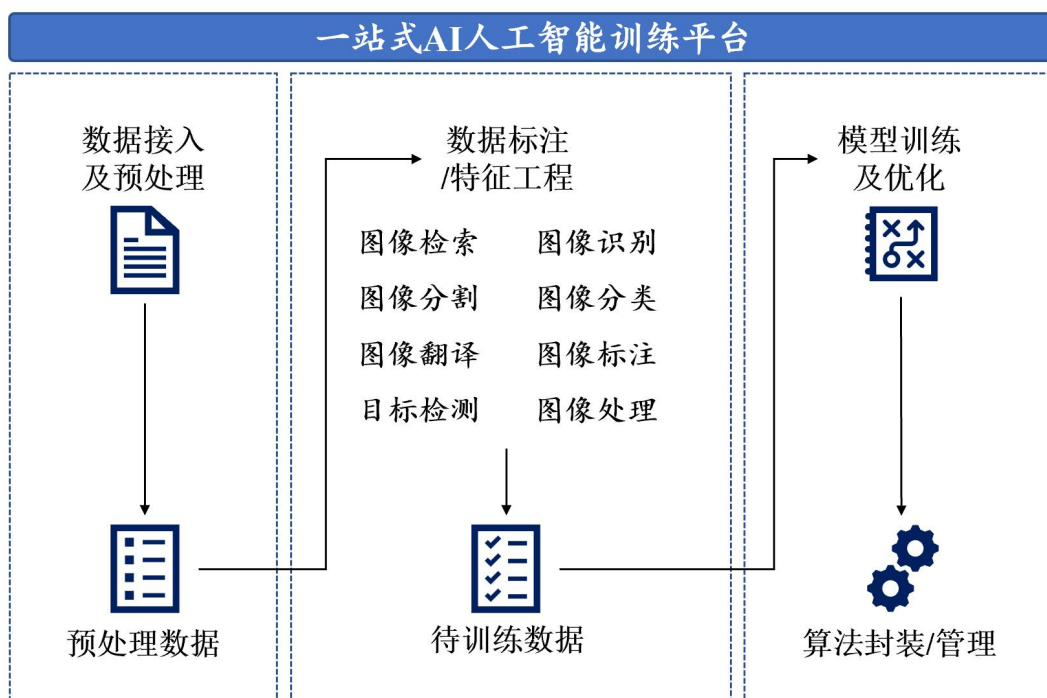 一站式AI人工智能训练平台
数据接入
及预处理
预处理数据
数据标注
/特征工程
图像检索 图像识别
图像分割 图像分类
图像翻译 图像标注
目标检测 图像处理
待训练数据
模型训练
及优化
算法封装/管理